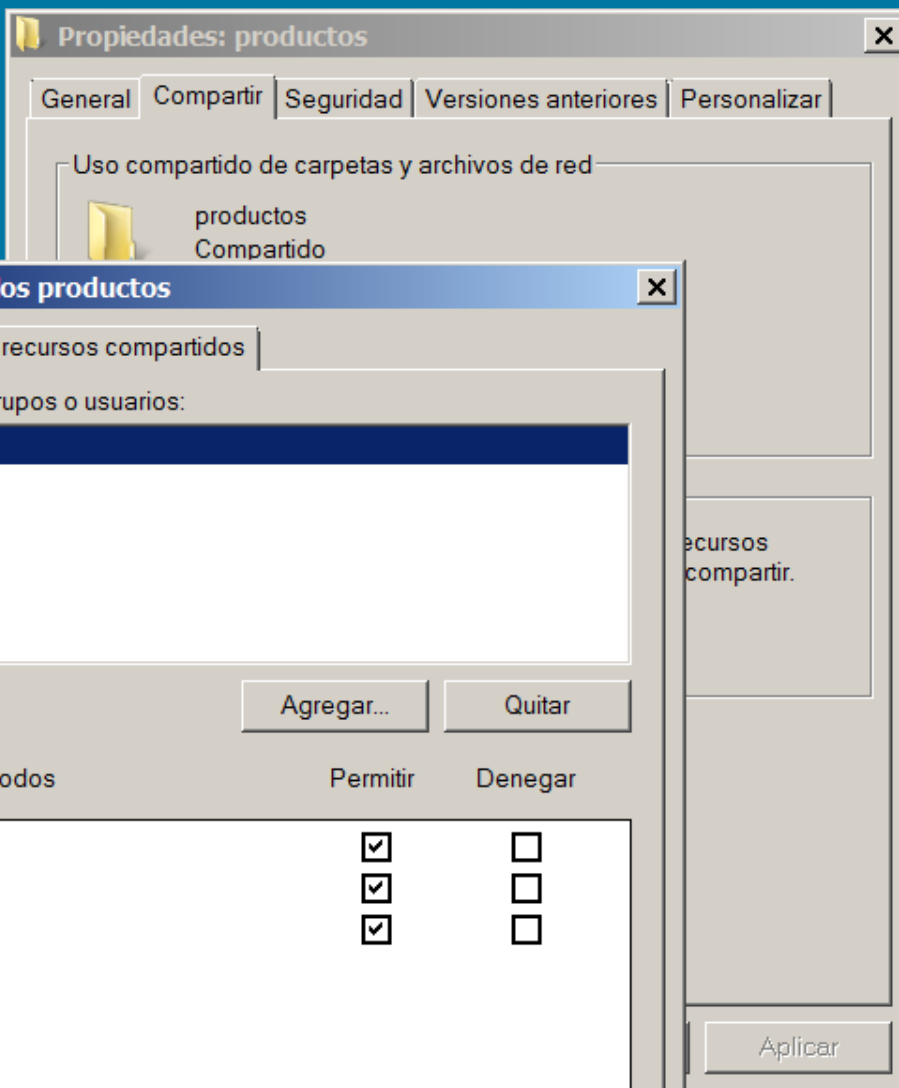 Propiedades: productos
General Compartir Seguridad Versiones anteriores Personalizar
Uso compartido de carpetas y archivos de red
productos
Compartido
os productos
recursos compartidos
rupos o usuarios:
ecursos
compartir.
Agregar... Quitar
odos Permitir Denegar
Aplicar